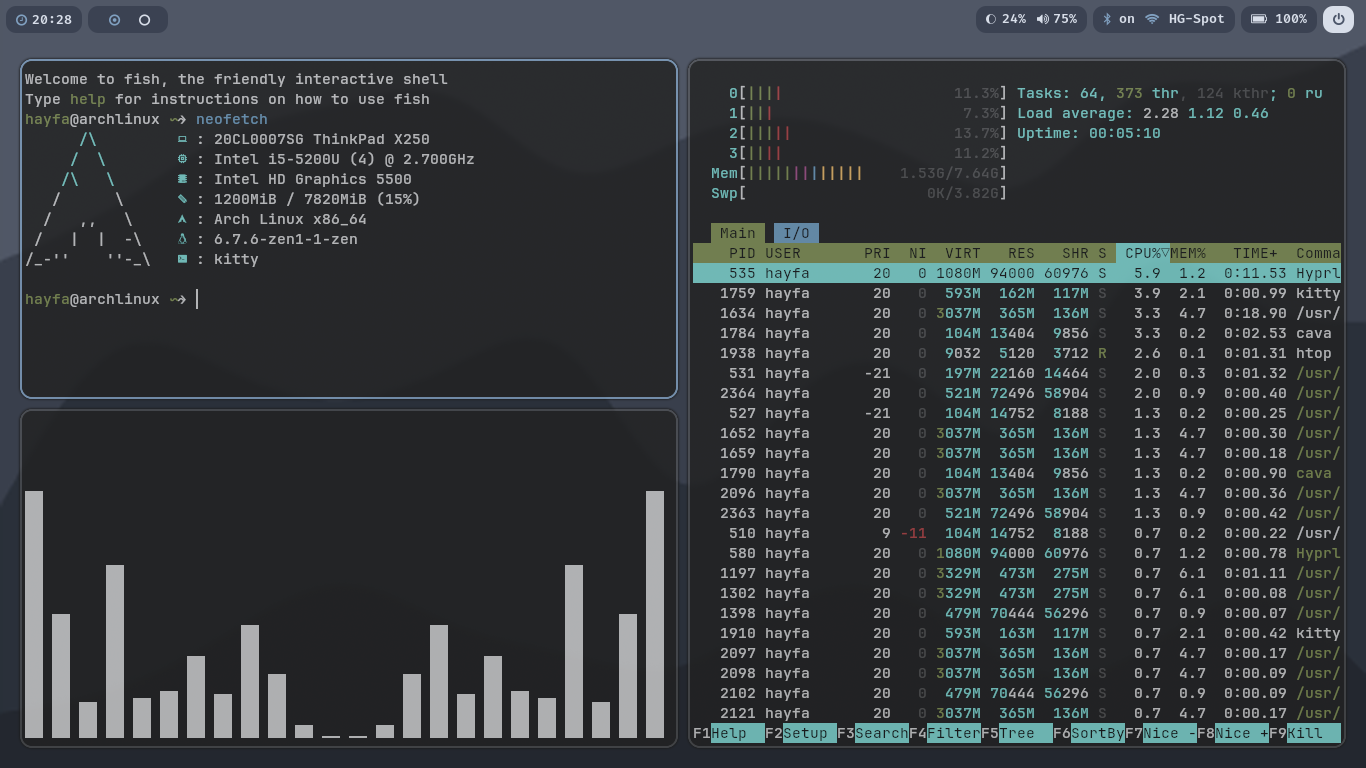 20:28
24% 75% on HG-Spot 100%
Welcome to fish, the friendly interactive shell
Type help for instructions on how to use fish
hayfa@archlinux ~> neofetch
: 20CL0007SG ThinkPad X250
: Intel i5-5200U (4) @ 2.700GHz
: Intel HD Graphics 5500
: 1200MiB / 7820MiB (15%)
: Arch Linux x86_64
: 6.7.6-zen1-1-zen
: kitty
hayfa@archlinux ~>
0[|||| 11.3%] Tasks: 64, 373 thr, 124 kthr; 0 ru
1[||| 7.3%] Load average: 2.28 1.12 0.46
2[||||| 13.7%] Uptime: 00:05:10
3[|||| 11.2%]
Mem[||||||||||||| 1.53G/7.64G]
Swp[ 0K/3.82G]
Main I/O
PID USER PRI NI VIRT RES SHR S CPU%▽MEM% TIME+ Comma
535 hayfa 20 0 1080M 94000 60976 S 5.9 1.2 0:11.53 Hyprl
1759 hayfa 20 0 593M 162M 117M S 3.9 2.1 0:00.99 kitty
1634 hayfa 20 0 3037M 365M 136M S 3.3 4.7 0:18.90 /usr/
1784 hayfa 20 0 104M 13404 9856 S 3.3 0.2 0:02.53 cava
1938 hayfa 20 0 9032 5120 3712 R 2.6 0.1 0:01.31 htop
531 hayfa -21 0 197M 22160 14464 S 2.0 0.3 0:01.32 /usr/
2364 hayfa 20 0 521M 72496 58904 S 2.0 0.9 0:00.40 /usr/
527 hayfa -21 0 104M 14752 8188 S 1.3 0.2 0:00.25 /usr/
1652 hayfa 20 0 3037M 365M 136M S 1.3 4.7 0:00.30 /usr/
1659 hayfa 20 0 3037M 365M 136M S 1.3 4.7 0:00.18 /usr/
1790 hayfa 20 0 104M 13404 9856 S 1.3 0.2 0:00.90 cava
2096 hayfa 20 0 3037M 365M 136M S 1.3 4.7 0:00.36 /usr/
2363 hayfa 20 0 521M 72496 58904 S 1.3 0.9 0:00.42 /usr/
510 hayfa 9 -11 104M 14752 8188 S 0.7 0.2 0:00.22 /usr/
580 hayfa 20 0 1080M 94000 60976 S 0.7 1.2 0:00.78 Hyprl
1197 hayfa 20 0 3329M 473M 275M S 0.7 6.1 0:01.11 /usr/
1302 hayfa 20 0 3329M 473M 275M S 0.7 6.1 0:00.08 /usr/
1398 hayfa 20 0 479M 70444 56296 S 0.7 0.9 0:00.07 /usr/
1910 hayfa 20 0 593M 163M 117M S 0.7 2.1 0:00.42 kitty
2097 hayfa 20 0 3037M 365M 136M S 0.7 4.7 0:00.17 /usr/
2098 hayfa 20 0 3037M 365M 136M S 0.7 4.7 0:00.09 /usr/
2102 hayfa 20 0 479M 70444 56296 S 0.7 0.9 0:00.09 /usr/
2121 hayfa 20 0 3037M 365M 136M S 0.7 4.7 0:00.17 /usr/
F1Help F2Setup F3SearchF4FilterF5Tree F6SortByF7Nice -F8Nice +F9Kill